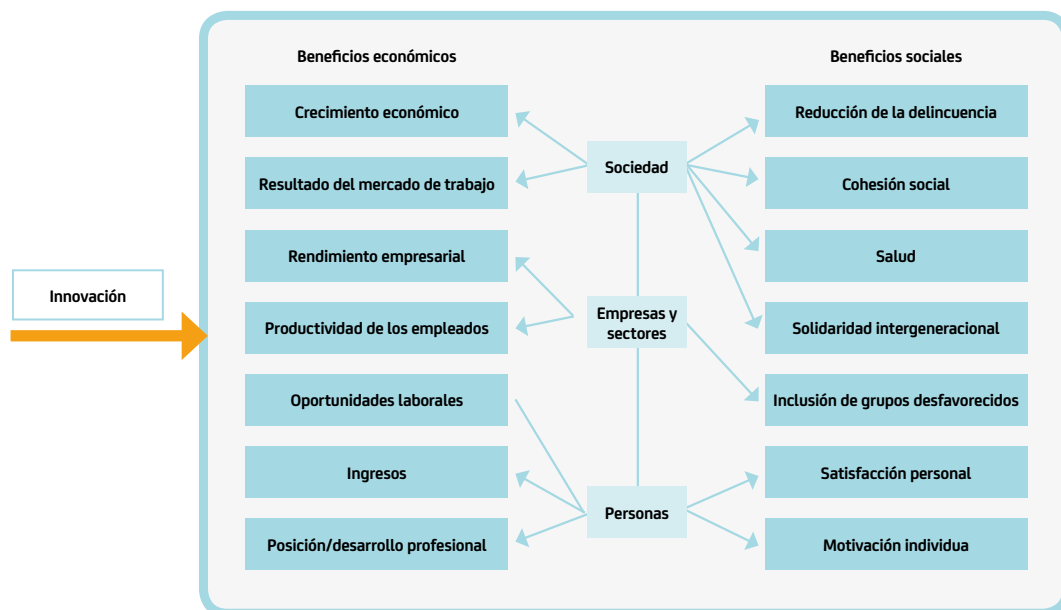 Beneficios económicos
Beneficios sociales
Crecimiento económico
Reducción de la delincuencia
Sociedad
Resultado del mercado de trabajo
Cohesión social
Rendimiento empresarial
Salud
Innovación
Empresas y
sectores
Productividad de los empleados
Solidaridad intergeneracional
Oportunidades laborales
Inclusión de grupos desfavorecidos
Ingresos
Satisfacción personal
Personas
Posición/desarrollo profesional
Motivación individua